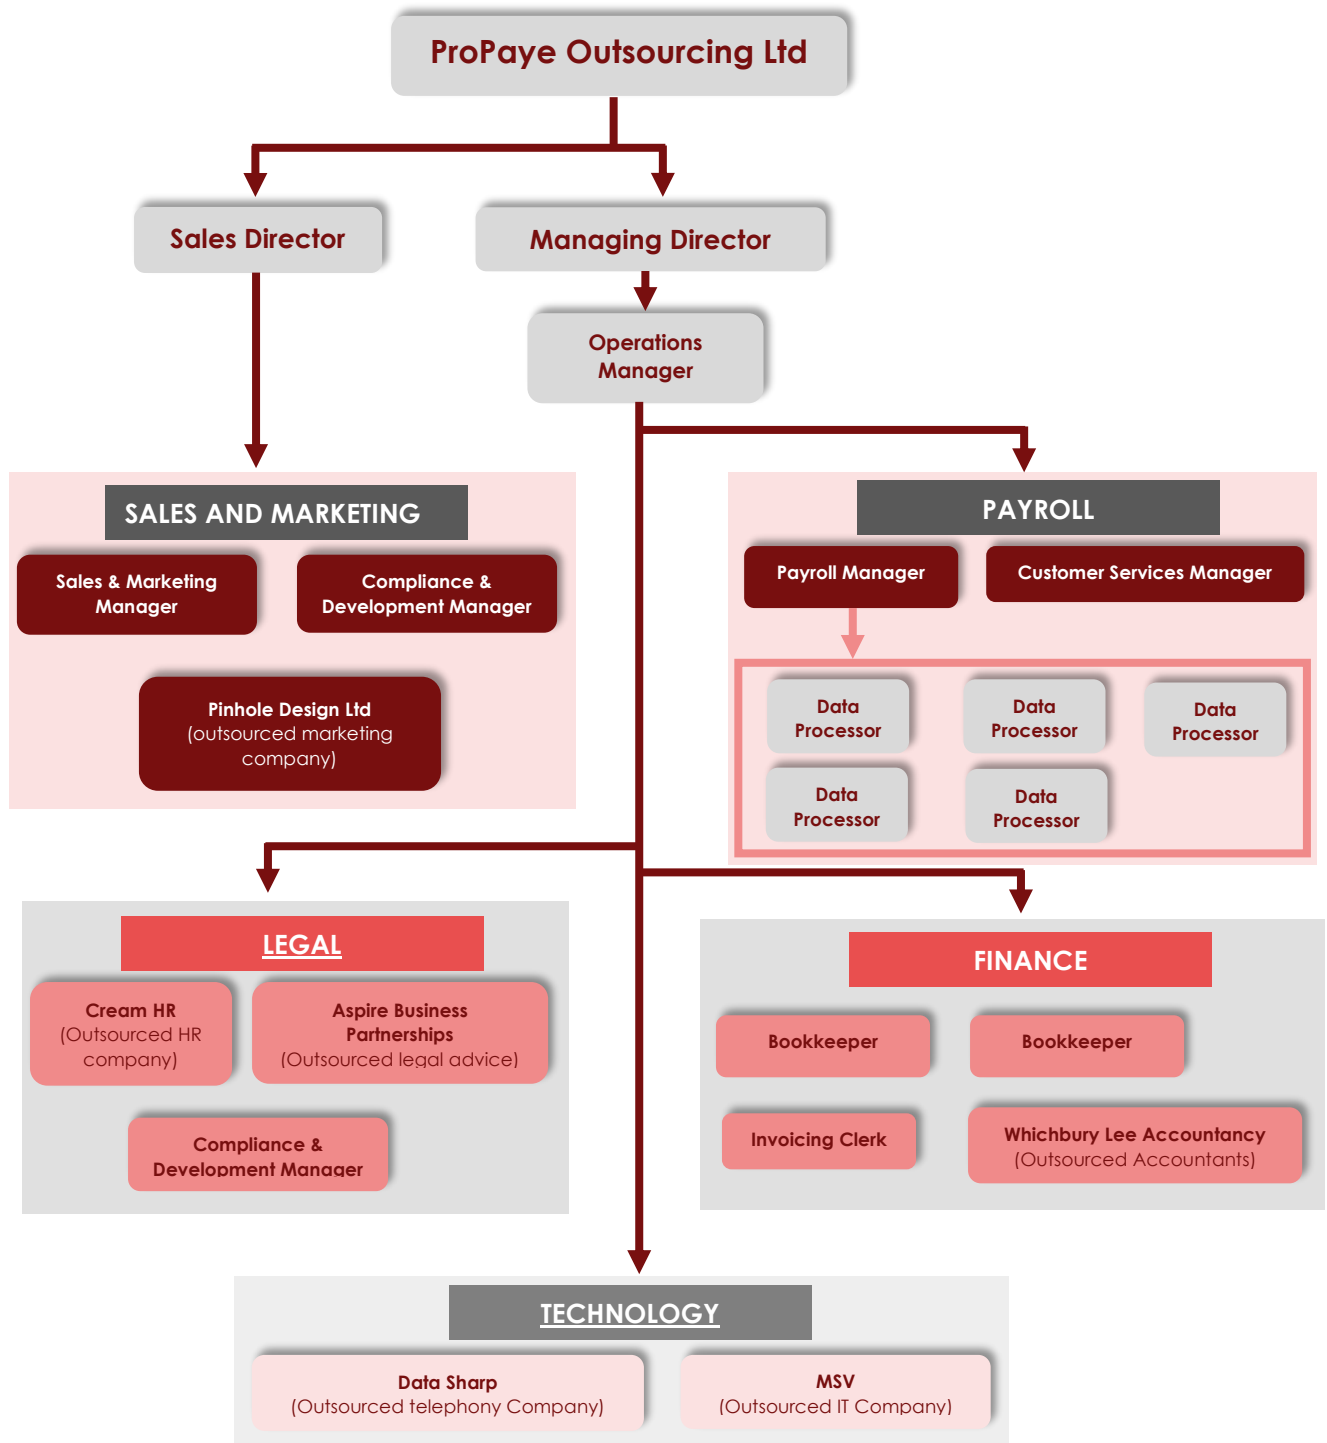 ProPaye Outsourcing Ltd
Sales Director
Managing Director
Operations
Manager
SALES AND MARKETING
Sales & Marketing
Manager
Compliance &
Development Manager
Pinhole Design Ltd
(outsourced marketing
company)
PAYROLL
Payroll Manager
Customer Services Manager
Data
Processor
Data
Processor
Data
Processor
Data
Processor
Data
Processor
LEGAL
Cream HR
(Outsourced HR
company)
Aspire Business
Partnerships
(Outsourced legal advice)
Compliance &
Development Manager
FINANCE
Bookkeeper
Bookkeeper
Invoicing Clerk
Whichbury Lee Accountancy
(Outsourced Accountants)
TECHNOLOGY
Data Sharp
(Outsourced telephony Company)
MSV
(Outsourced IT Company)